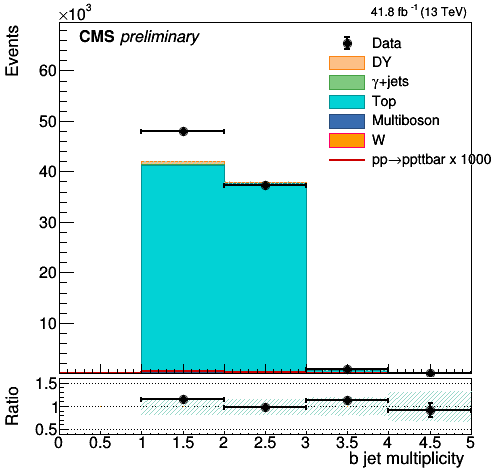 ×10³
41.8 fb ⁻¹ (13 TeV)
CMS preliminary
Events
Data
DY
γ+jets
Top
Multiboson
W
pp→ppttbar x 1000
60
50
40
30
20
10
Ratio
1.5
1
0.5
0 0.5 1 1.5 2 2.5 3 3.5 4 4.5 5
b jet multiplicity